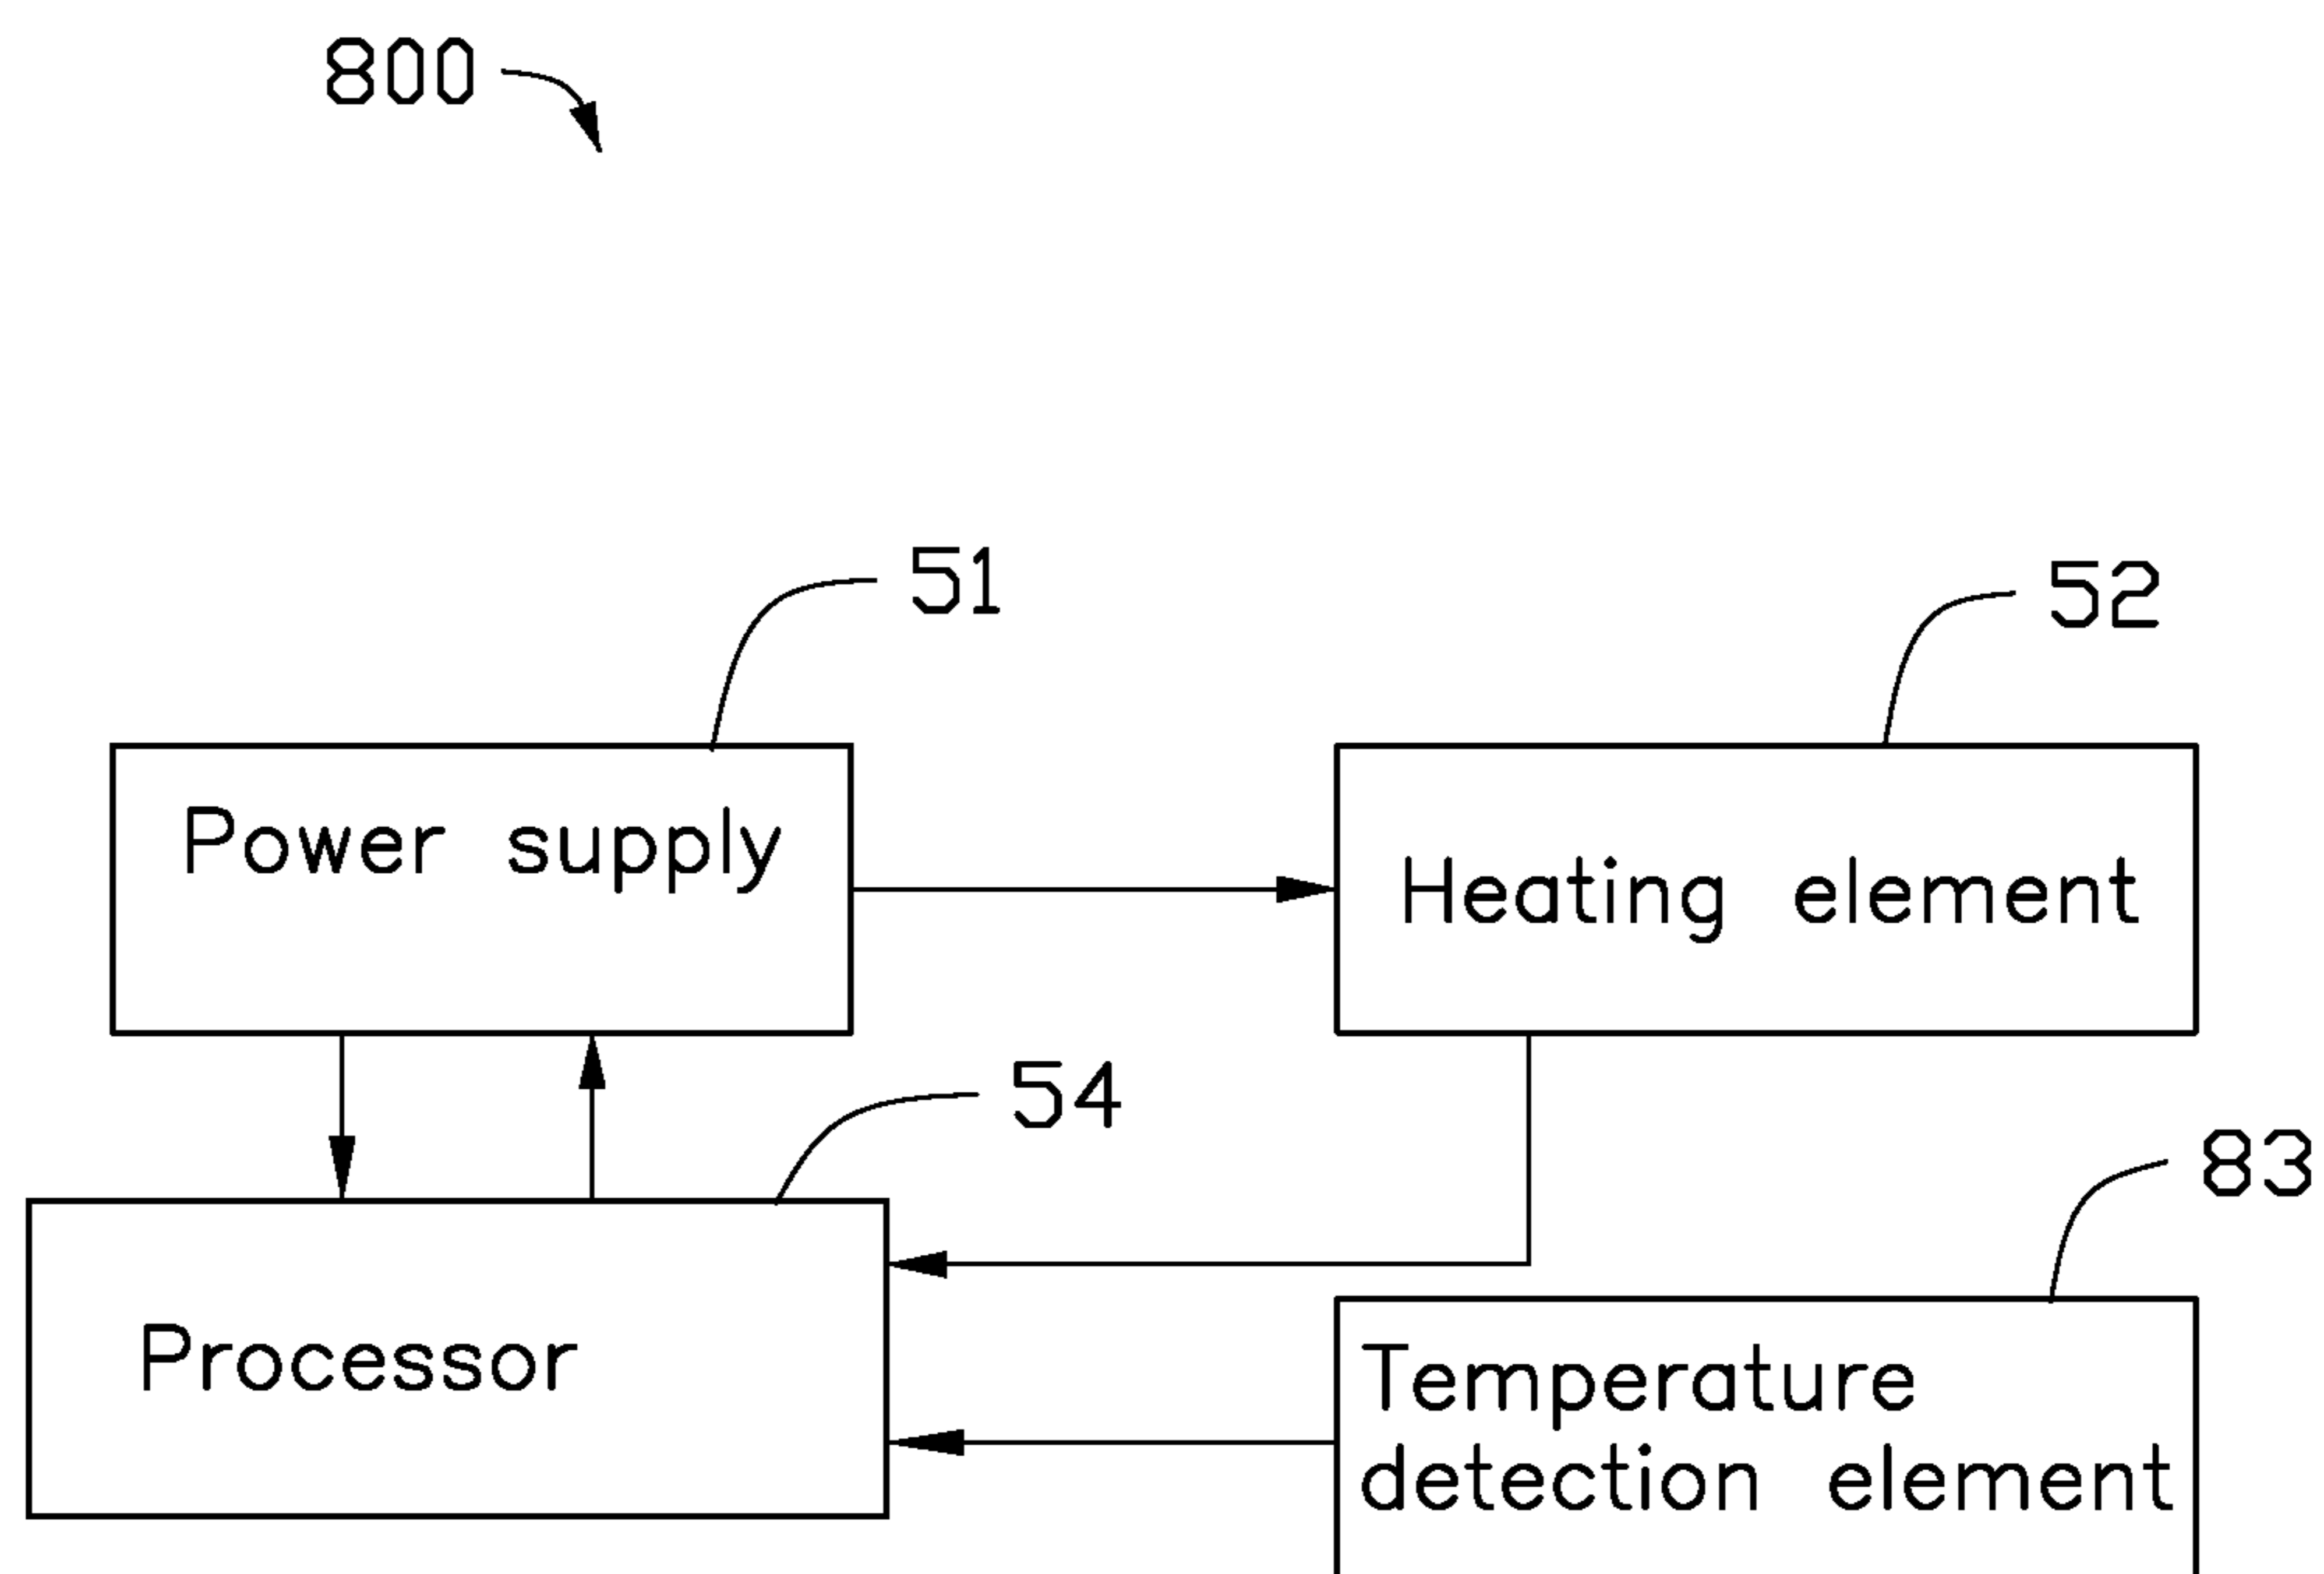 800
51
52
Power supply
Heating element
54
83
Processor
Temperature
detection element